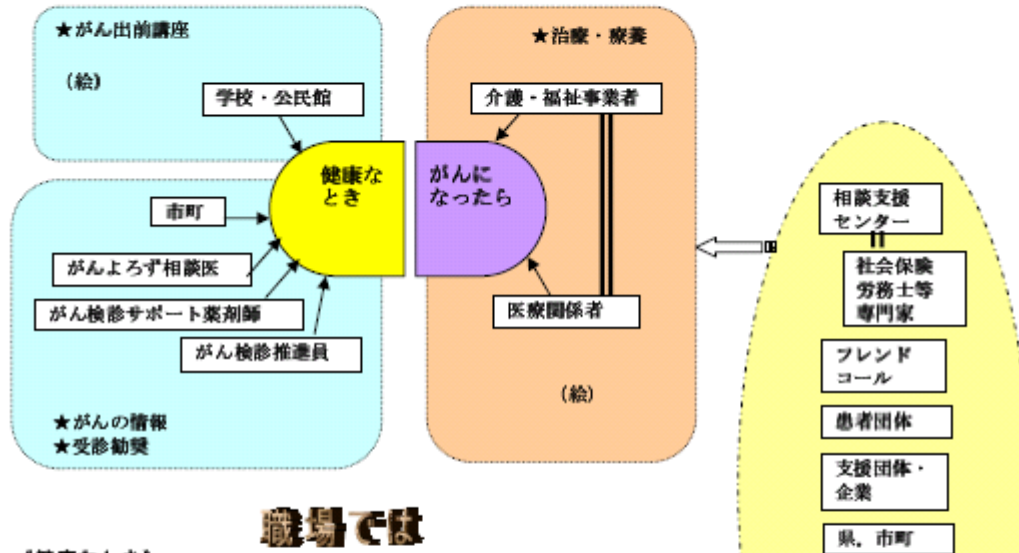 ★がん出前講座
(絵)
学校・公民館
健康な
とき
市町
がんよろず相談医
がん検診サポート薬剤師
がん検診推進員
★がんの情報
★受診勧奨
★治療・療養
介護・福祉事業者
がんに
なったら
医療関係者
(絵)
相談支援
センター
社会保険
労務士等
専門家
フレンド
コール
患者団体
支援団体・
企業
県,市町
職場では